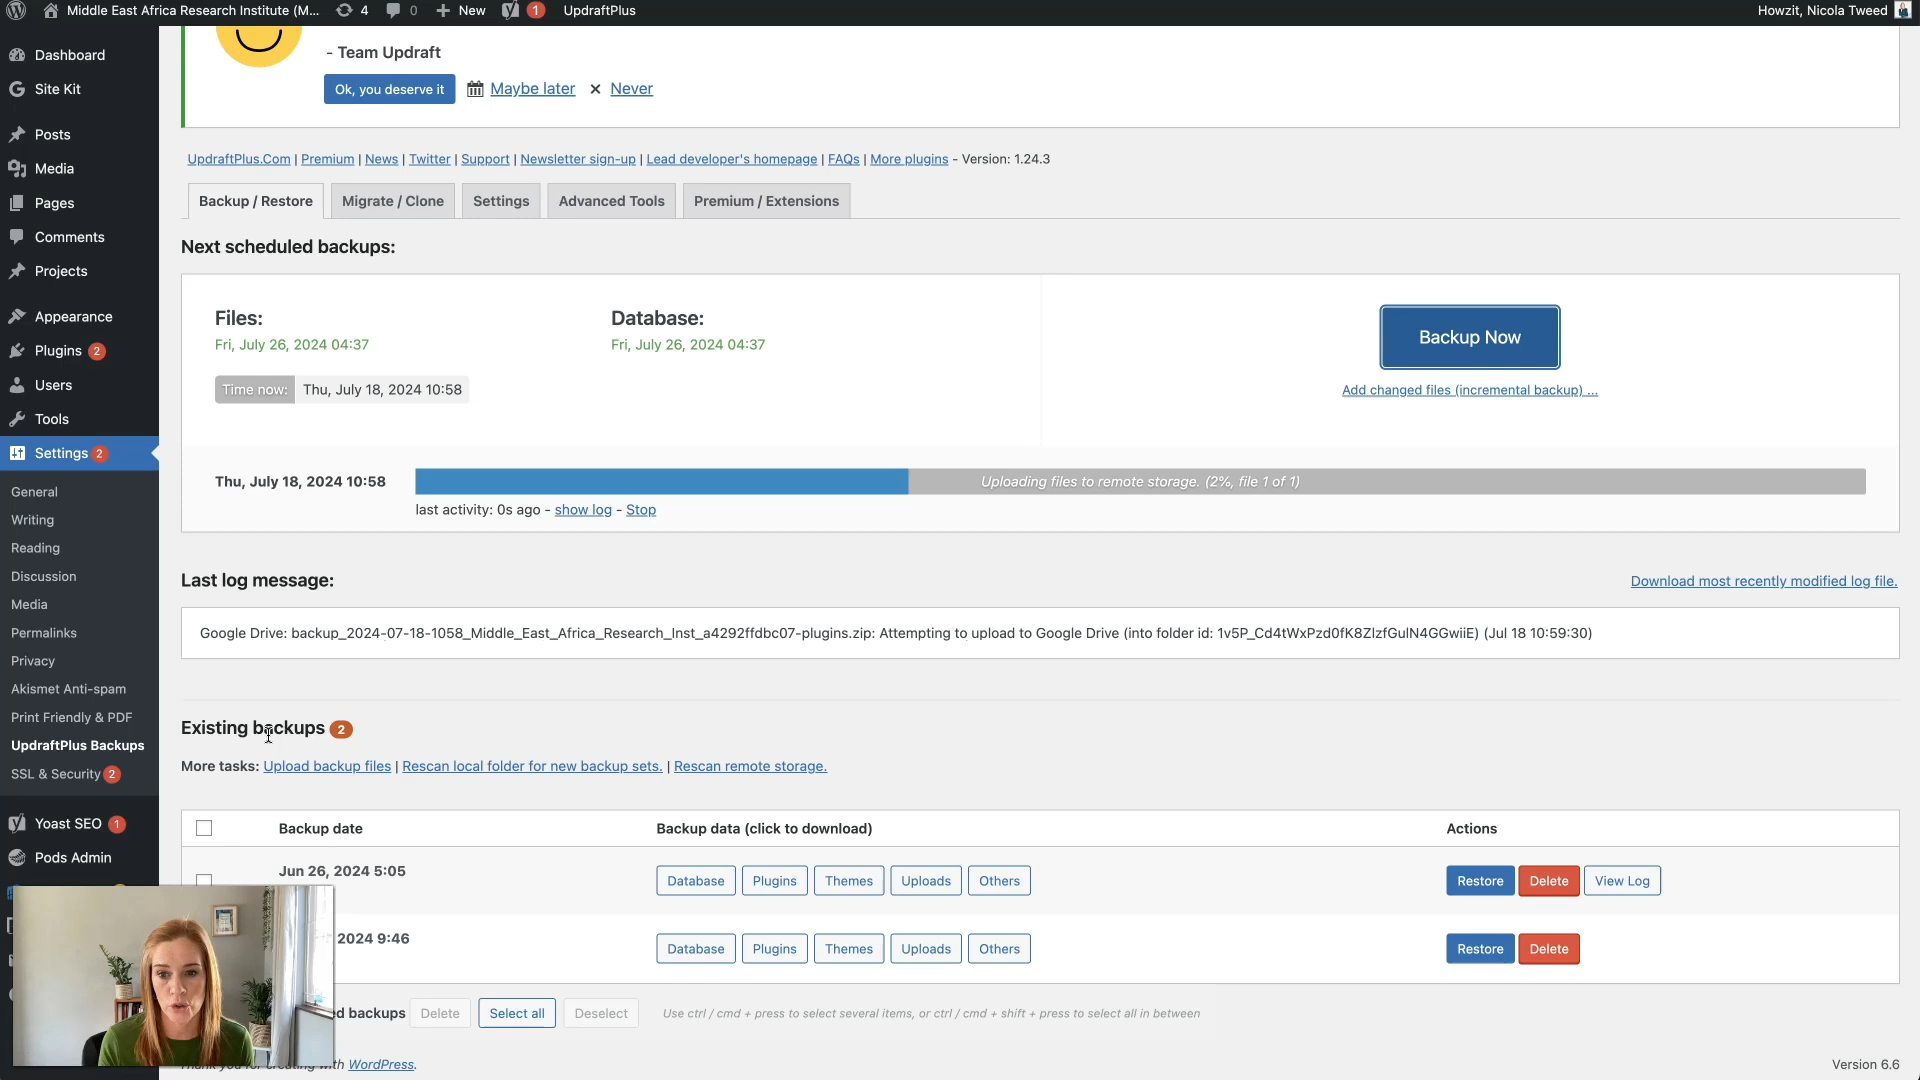 Middle East Africa Research Institute (M...
4
0
New
1
UpdraftPlus
Howzit, Nicola Tweed
Dashboard
Site Kit
Posts
Media
Pages
Comments
Projects
Appearance
Plugins 2
Users
Tools
Settings 2
General
Writing
Reading
Discussion
Media
Permalinks
Privacy
Akismet Anti-spam
Print Friendly & PDF
UpdraftPlus Backups
SSL & Security 2
Yoast SEO 1
Pods Admin
- Team Updraft
Ok, you deserve it
Maybe later
Never
UpdraftPlus.Com | Premium | News | Twitter | Support | Newsletter sign-up | Lead developer's homepage | FAQs | More plugins - Version: 1.24.3
Backup / Restore
Migrate / Clone
Settings
Advanced Tools
Premium / Extensions
Next scheduled backups:
Files:
Fri, July 26, 2024 04:37
Database:
Fri, July 26, 2024 04:37
Time now: Thu, July 18, 2024 10:58
Backup Now
Add changed files (incremental backup) ...
Thu, July 18, 2024 10:58
Uploading files to remote storage. (2%, file 1 of 1)
last activity: 0s ago - show log - Stop
Last log message:
Download most recently modified log file.
Google Drive: backup_2024-07-18-1058_Middle_East_Africa_Research_Inst_a4292ffdbc07-plugins.zip: Attempting to upload to Google Drive (into folder id: 1v5P_Cd4tWxPzd0fK8ZlzfGulN4GGwiiE) (Jul 18 10:59:30)
Existing backups 2
More tasks: Upload backup files | Rescan local folder for new backup sets. | Rescan remote storage.
Backup date
Backup data (click to download)
Actions
Jun 26, 2024 5:05
Database
Plugins
Themes
Uploads
Others
Restore
Delete
View Log
2024 9:46
Database
Plugins
Themes
Uploads
Others
Restore
Delete
backups
Delete
Select all
Deselect
Use ctrl / cmd + press to select several items, or ctrl / cmd + shift + press to select all in between
WordPress.
Version 6.6